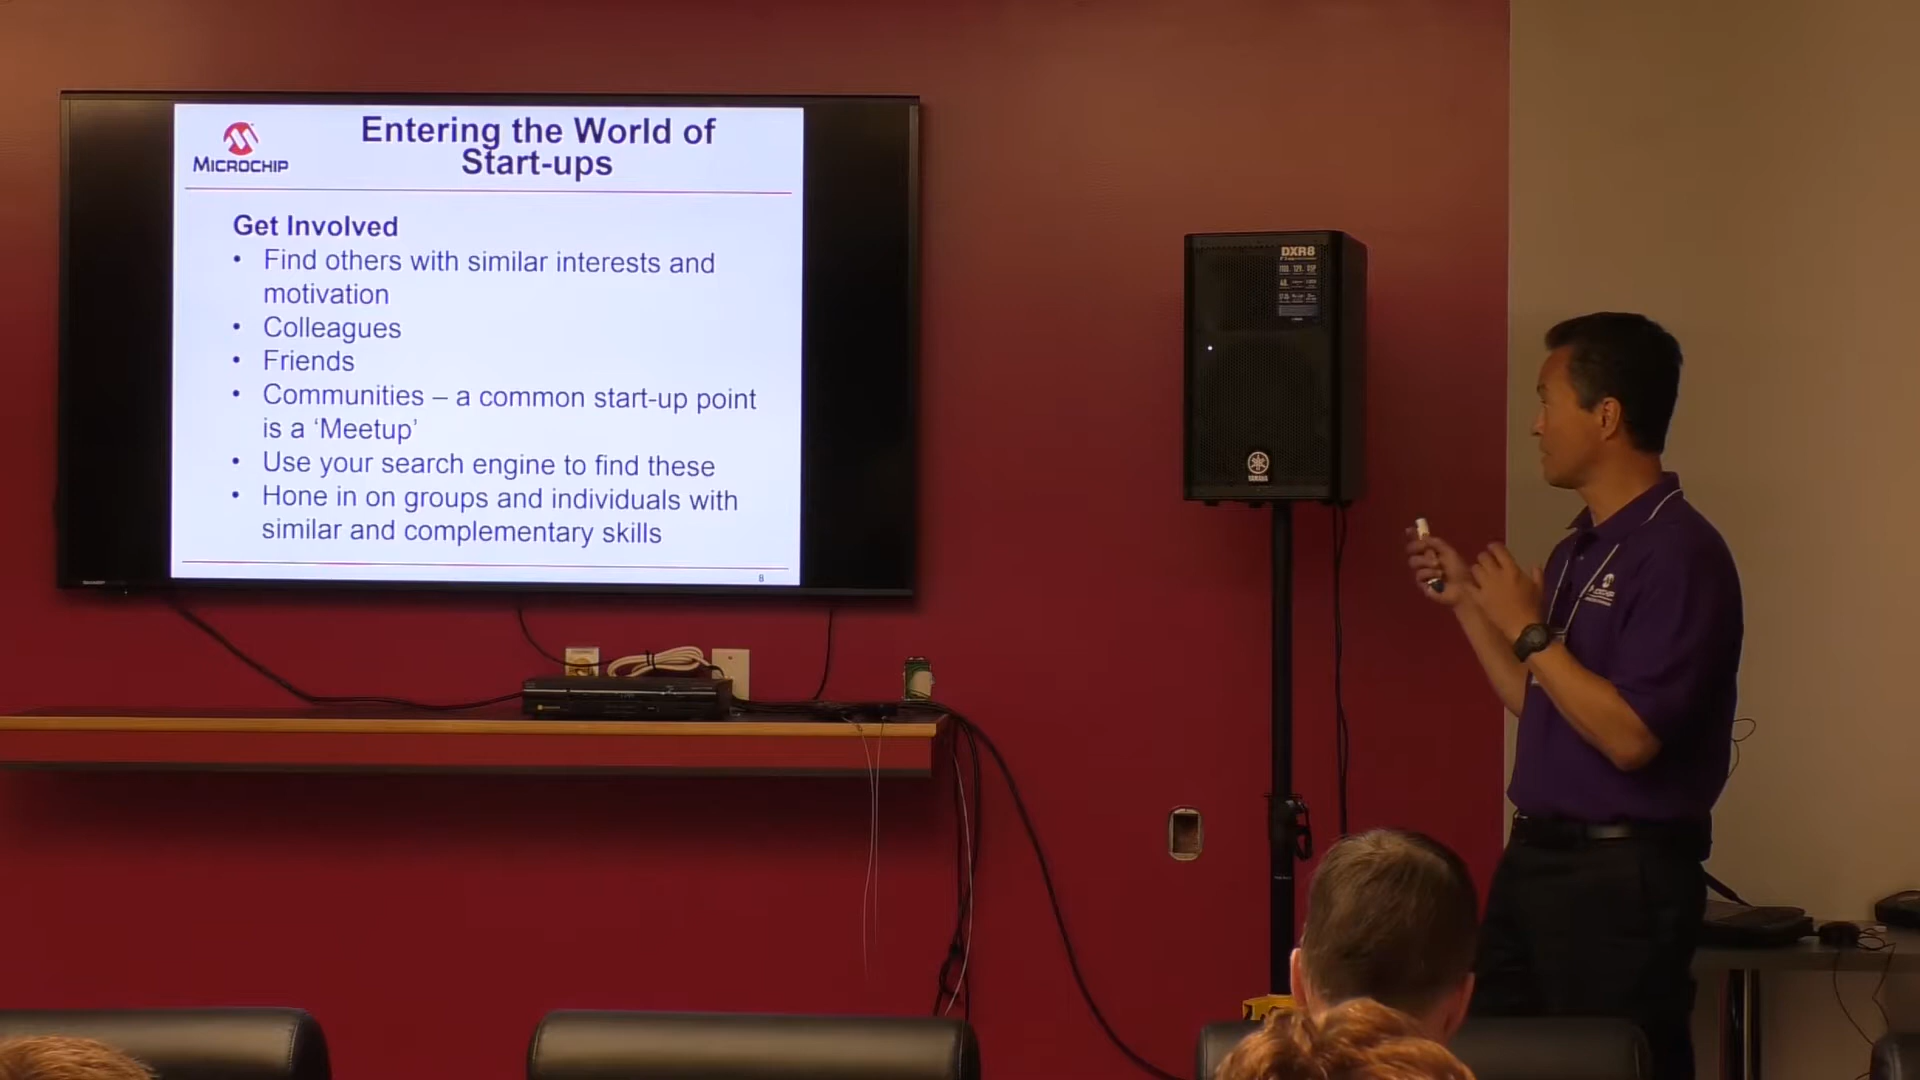 MICROCHIP
Entering the World of
Start-ups
Get Involved
• Find others with similar interests and
motivation
• Colleagues
• Friends
• Communities – a common start-up point
is a ‘Meetup’
• Use your search engine to find these
• Hone in on groups and individuals with
similar and complementary skills
8
DXR8
YAMAHA